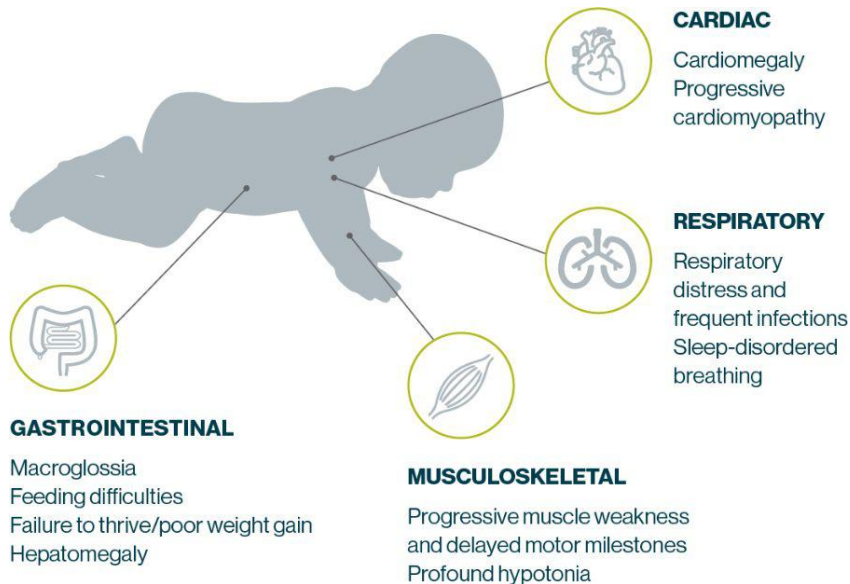 CARDIAC
Cardiomegaly
Progressive
cardiomyopathy
RESPIRATORY
Respiratory
distress and
frequent infections
Sleep-disordered
breathing
GASTROINTESTINAL
Macroglossia
Feeding difficulties
Failure to thrive/poor weight gain
Hepatomegaly
MUSCULOSKELETAL
Progressive muscle weakness
and delayed motor milestones
Profound hypotonia